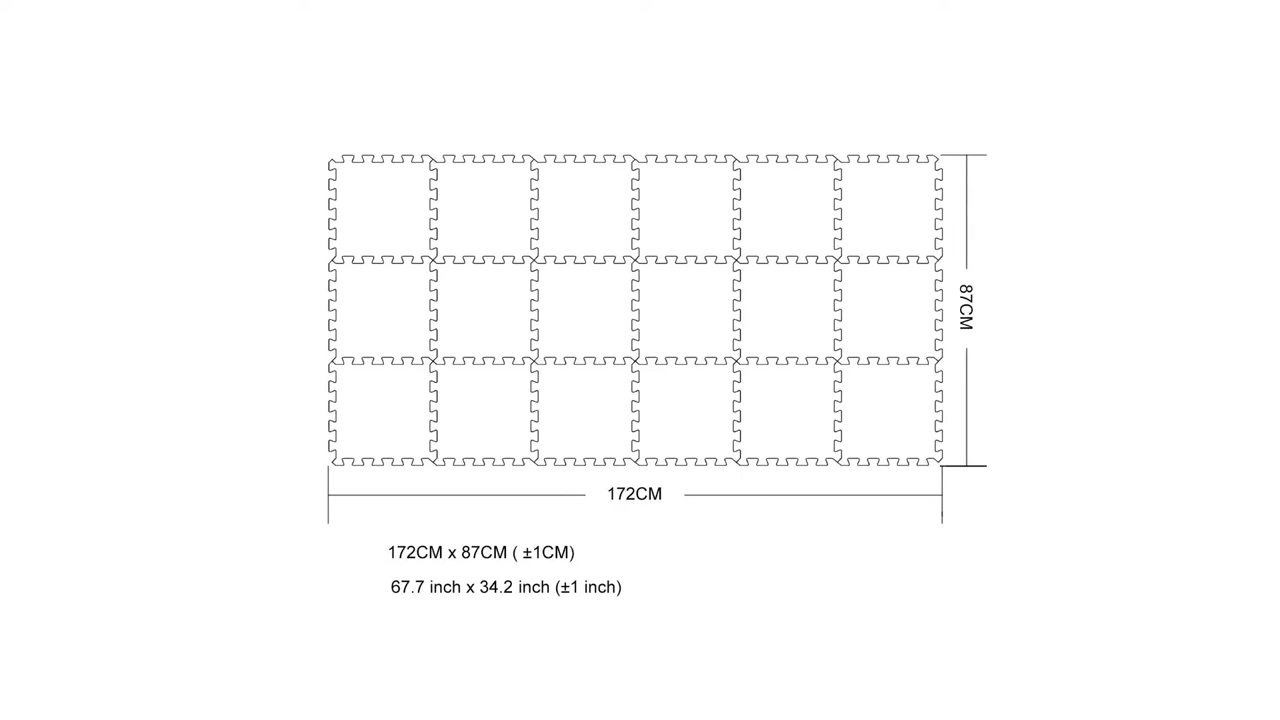 87CM
172CM
172CM x 87CM ( ±1CM)
67.7 inch x 34.2 inch (±1 inch)